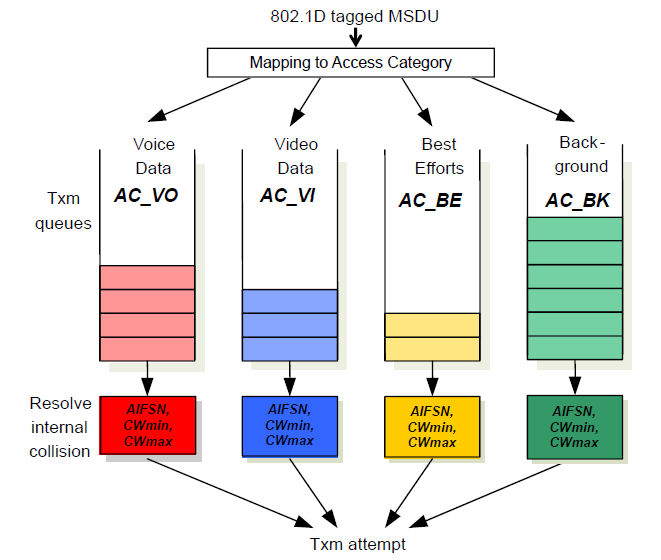 802.1D tagged MSDU
Mapping to Access Category
Voice
Data
AC_VO
Video
Data
AC_VI
Best
Efforts
AC_BE
Back-
ground
AC_BK
Txm
queues
Resolve
internal
collision
AIFSN,
CWmin,
CWmax
AIFSN,
CWmin,
CWmax
AIFSN,
CWmin,
CWmax
AIFSN,
CWmin,
CWmax
Txm attempt